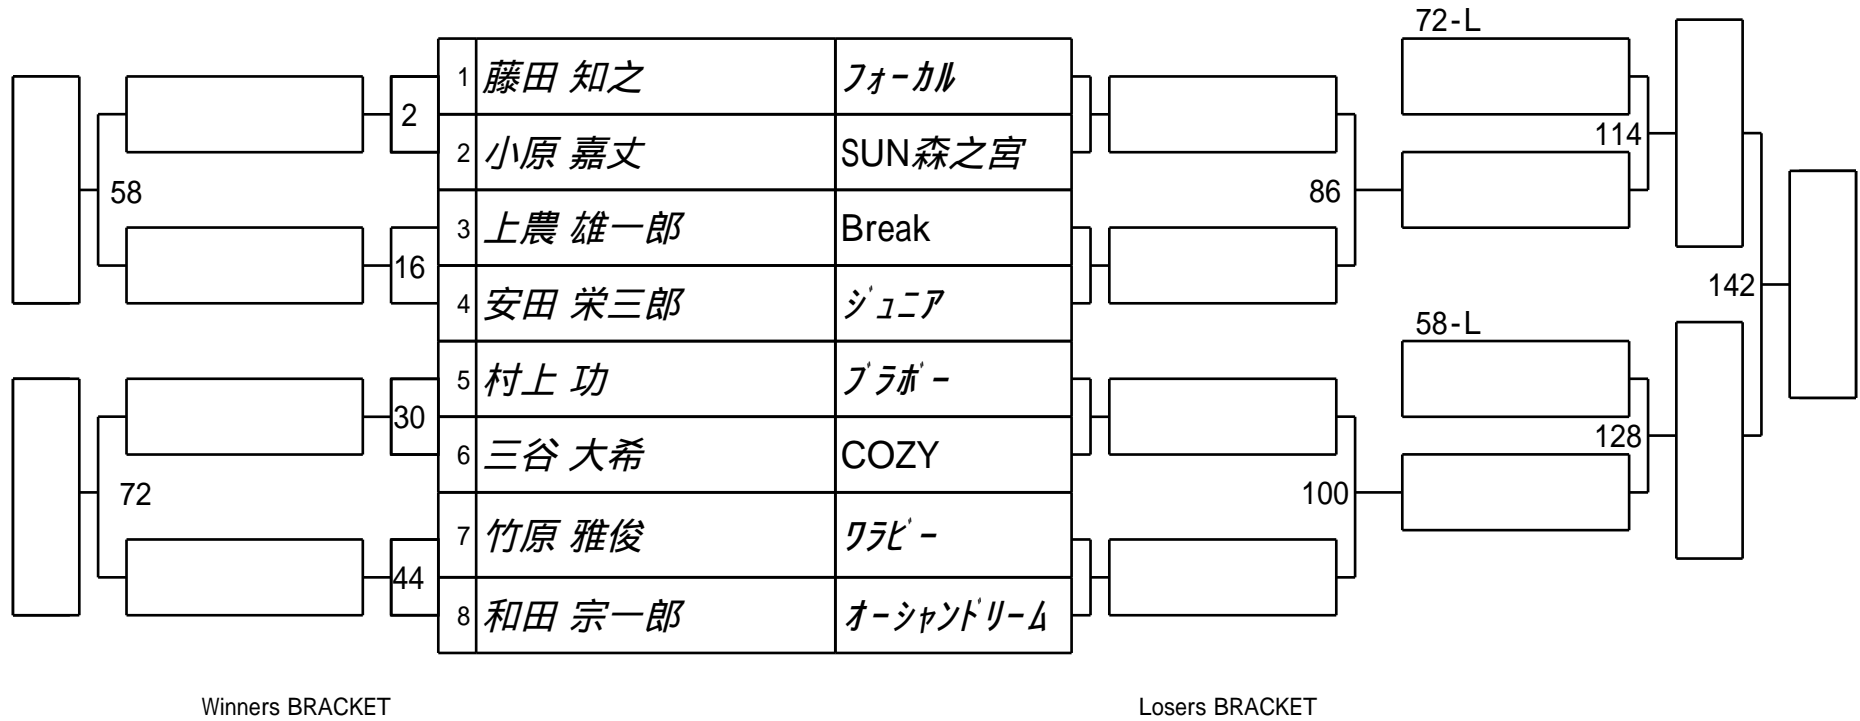 72-L
1 藤田 知之 フォーカル
2
2 小原 嘉丈 SUN森之宮
114
58
86
3 上農 雄一郎 Break
16
4 安田 栄三郎 ジュニア
142
58-L
5 村上 功 ブラボー
30
128
6 三谷 大希 COZY
72
100
7 竹原 雅俊 ワラビー
44
8 和田 宗一郎 オーシャンドリーム
Winners BRACKET
Losers BRACKET